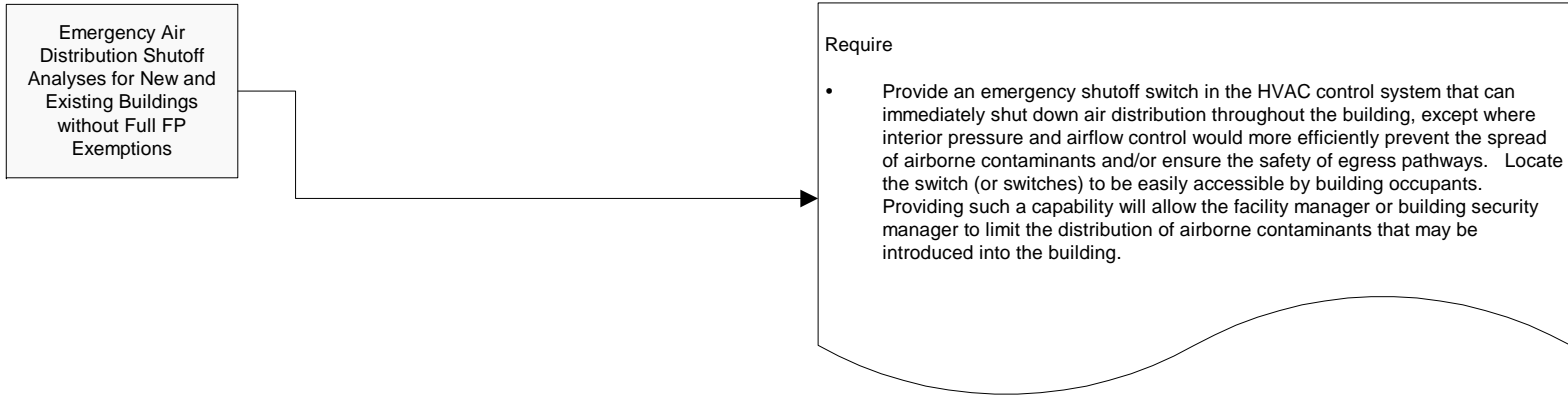 Emergency Air
Distribution Shutoff
Analyses for New and
Existing Buildings
without Full FP
Exemptions
Require
• Provide an emergency shutoff switch in the HVAC control system that can
immediately shut down air distribution throughout the building, except where
interior pressure and airflow control would more efficiently prevent the spread
of airborne contaminants and/or ensure the safety of egress pathways. Locate
the switch (or switches) to be easily accessible by building occupants.
Providing such a capability will allow the facility manager or building security
manager to limit the distribution of airborne contaminants that may be
introduced into the building.